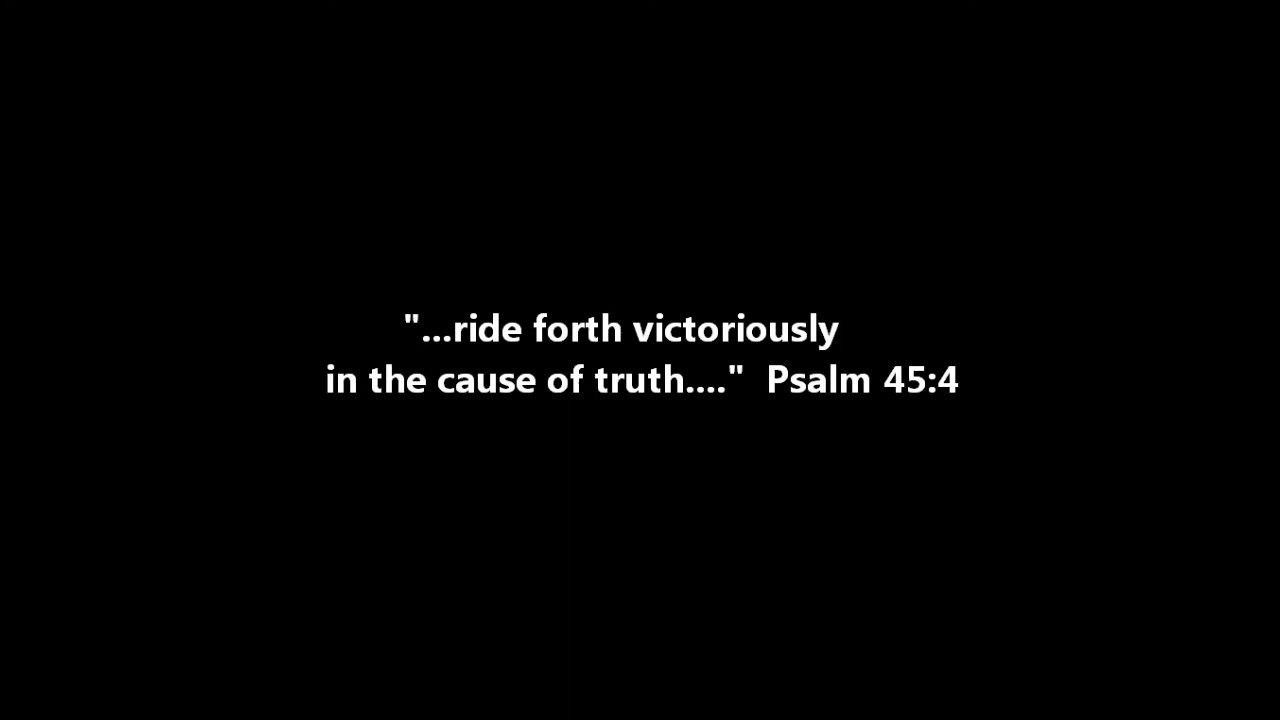 "...ride forth victoriously
in the cause of truth...."  Psalm 45:4